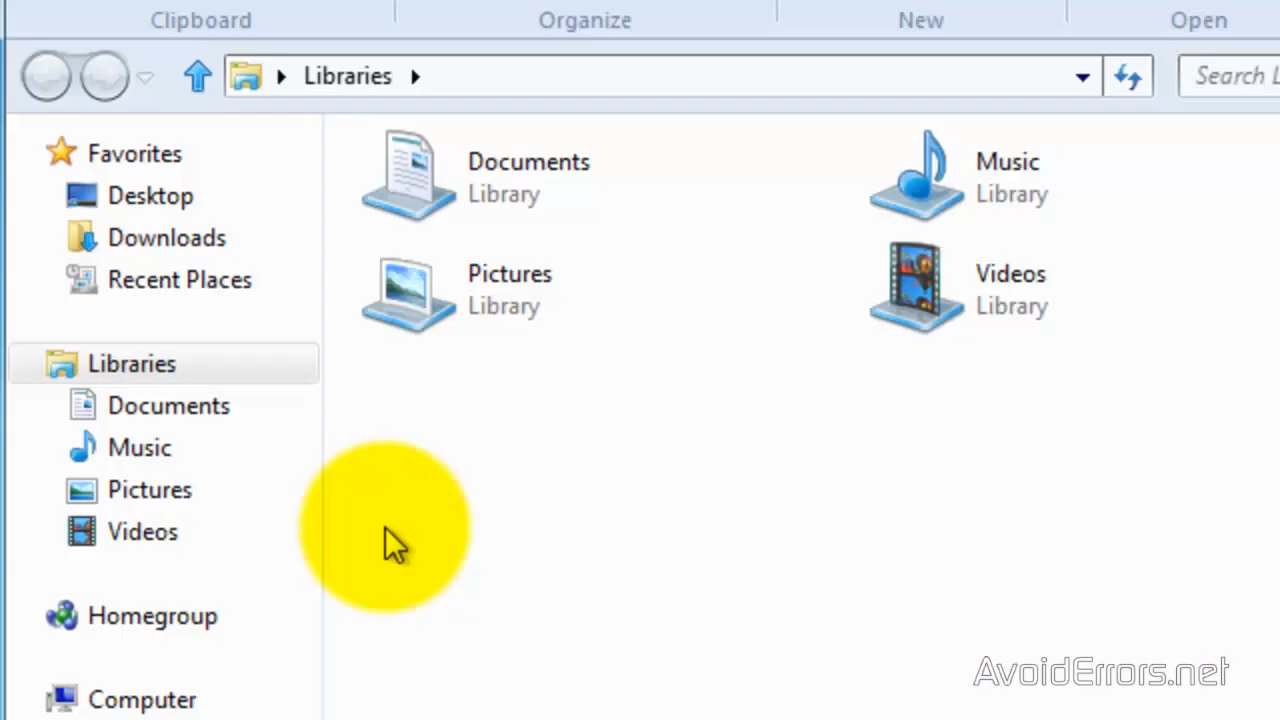 Clipboard
Organize
New
Open
Libraries
Search L
Favorites
Desktop
Downloads
Recent Places
Libraries
Documents
Music
Pictures
Videos
Homegroup
Computer
Documents
Library
Music
Library
Pictures
Library
Videos
Library
AvoidErrors.net